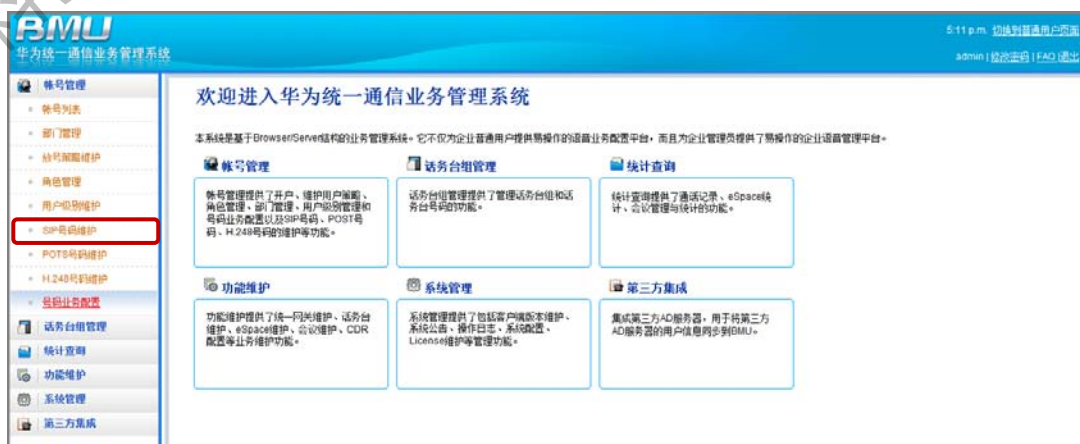 BMU
华为统一通信业务管理系统
5:11 p.m. 切换到普通用户页面
admin | 修改密码 | FAQ | 退出
帐号管理
帐号列表
部门管理
放号策略维护
角色管理
用户级别维护
SIP号码维护
POTS号码维护
H.248号码维护
号码业务配置
话务台组管理
统计查询
功能维护
系统管理
第三方集成
欢迎进入华为统一通信业务管理系统
本系统是基于Browser/Server结构的业务管理系统。它不仅为企业普通用户提供易操作的语音业务配置平台，而且为企业管理员提供了易操作的企业语音管理平台。
帐号管理
帐号管理提供了开户、维护用户策略、
角色管理、部门管理、用户级别管理和
号码业务配置以及SIP号码、POST号
码、H.248号码的维护等功能。
话务台组管理
话务台组管理提供了管理话务台组和话
务台号码的功能。
统计查询
统计查询提供了通话记录、eSpace统
计、会议管理与统计的功能。
功能维护
功能维护提供了统一网关维护、话务台
维护、eSpace维护、会议维护、CDR
配置等业务维护功能。
系统管理
系统管理提供了包括客户端版本维护、
系统公告、操作日志、系统配置、
License维护等管理功能。
第三方集成
集成第三方AD服务器，用于将第三方
AD服务器的用户信息同步到BMU。